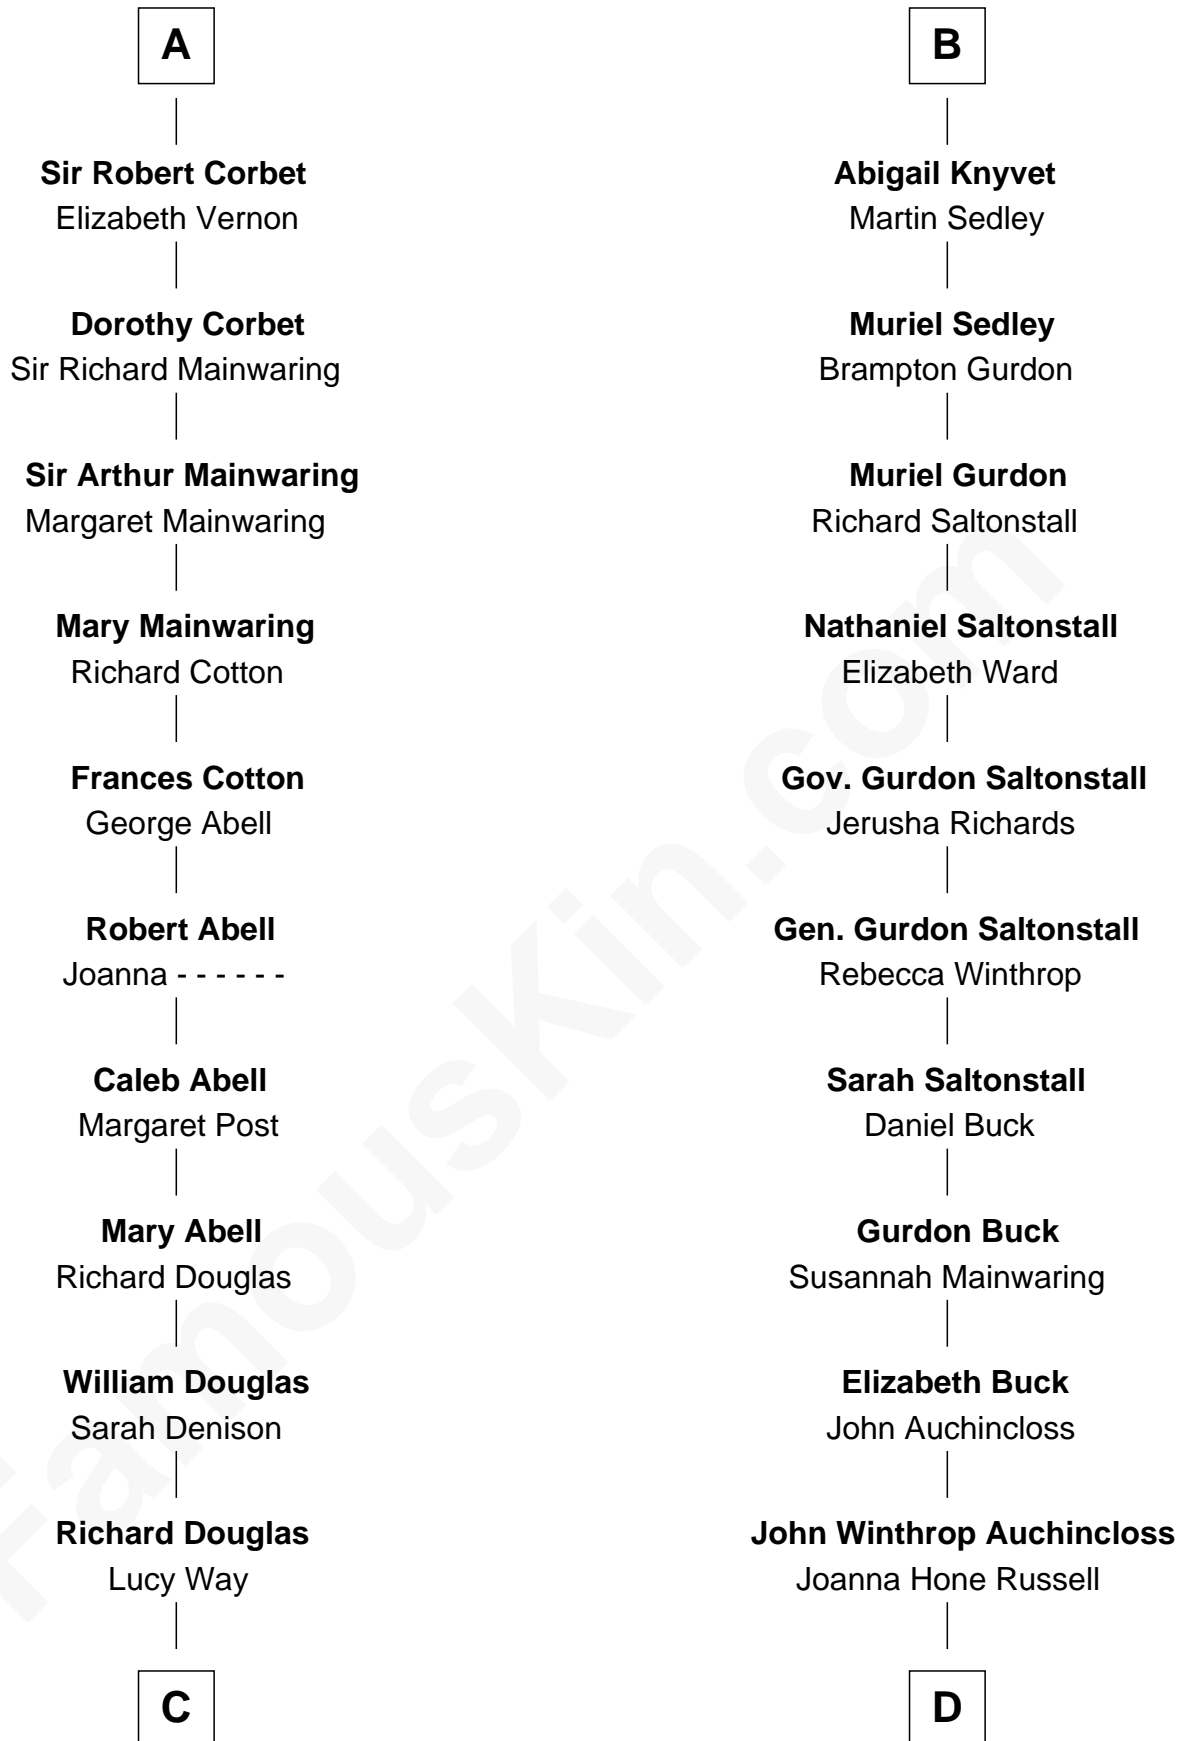 A
Sir Robert Corbet
Elizabeth Vernon
Dorothy Corbet
Sir Richard Mainwaring
Sir Arthur Mainwaring
Margaret Mainwaring
Mary Mainwaring
Richard Cotton
Frances Cotton
George Abell
Robert Abell
Joanna - - - - - -
Caleb Abell
Margaret Post
Mary Abell
Richard Douglas
William Douglas
Sarah Denison
Richard Douglas
Lucy Way
C
B
Abigail Knyvet
Martin Sedley
Muriel Sedley
Brampton Gurdon
Muriel Gurdon
Richard Saltonstall
Nathaniel Saltonstall
Elizabeth Ward
Gov. Gurdon Saltonstall
Jerusha Richards
Gen. Gurdon Saltonstall
Rebecca Winthrop
Sarah Saltonstall
Daniel Buck
Gurdon Buck
Susannah Mainwaring
Elizabeth Buck
John Auchincloss
John Winthrop Auchincloss
Joanna Hone Russell
D
FamousKin.com